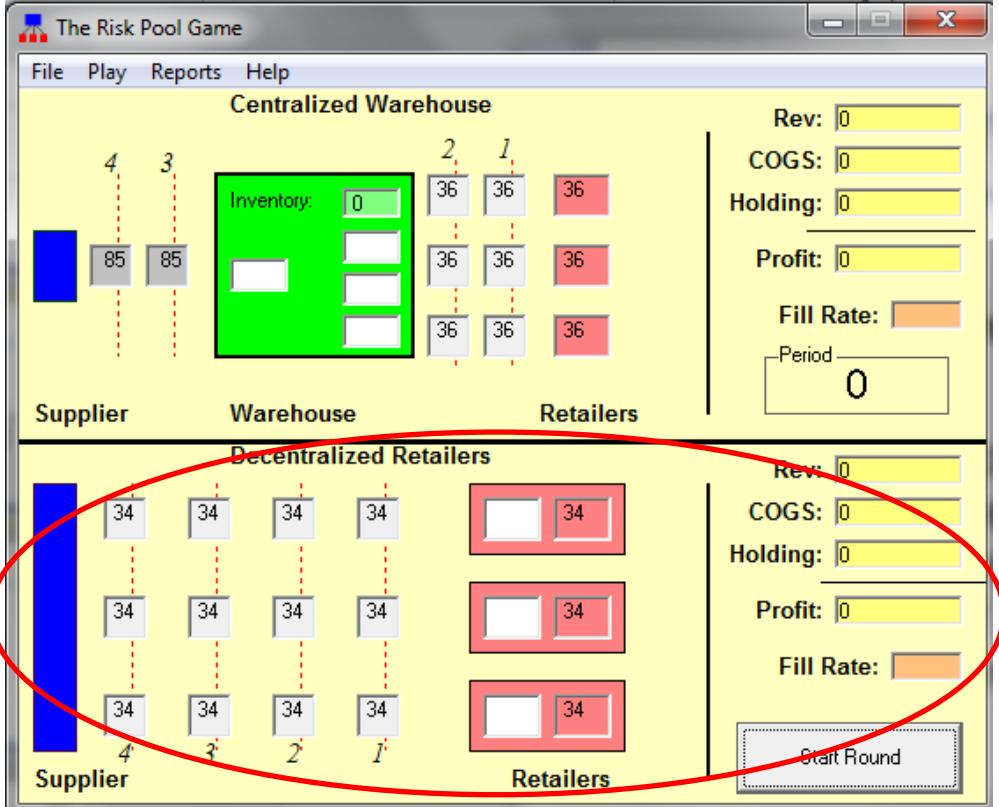 The Risk Pool Game
File Play Reports Help
Centralized Warehouse
4 3 2 1
Inventory: 0
85 85
36 36 36
36 36 36
36 36 36
Supplier Warehouse Retailers
Rev: 0
COGS: 0
Holding: 0
Profit: 0
Fill Rate:
Period
0
Decentralized Retailers
34 34 34 34 34
34 34 34 34 34
34 34 34 34 34
4 3 2 1
Supplier Retailers
Rev: 0
COGS: 0
Holding: 0
Profit: 0
Fill Rate:
Start Round